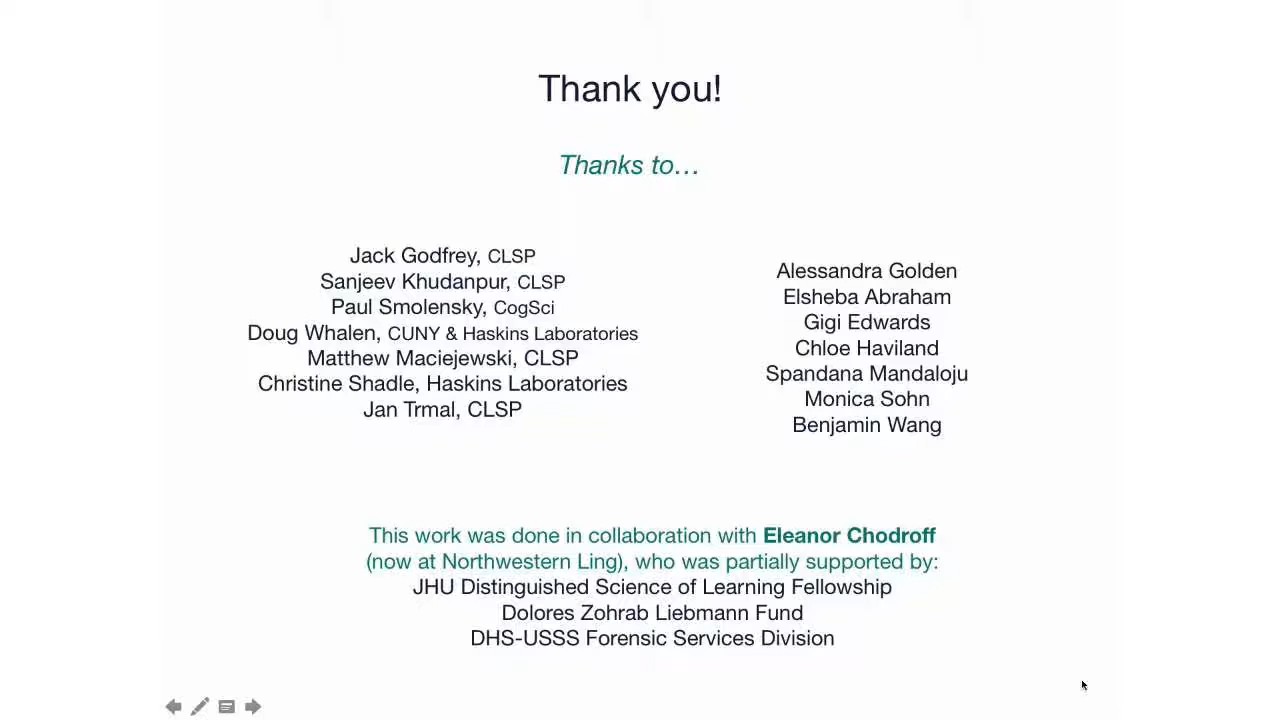 Thank you!
Thanks to…
Jack Godfrey, CLSP
Sanjeev Khudanpur, CLSP
Paul Smolensky, CogSci
Doug Whalen, CUNY & Haskins Laboratories
Matthew Maciejewski, CLSP
Christine Shadle, Haskins Laboratories
Jan Trmal, CLSP
Alessandra Golden
Elsheba Abraham
Gigi Edwards
Chloe Haviland
Spandana Mandaloju
Monica Sohn
Benjamin Wang
This work was done in collaboration with Eleanor Chodroff
(now at Northwestern Ling), who was partially supported by:
JHU Distinguished Science of Learning Fellowship
Dolores Zohrab Liebmann Fund
DHS-USSS Forensic Services Division